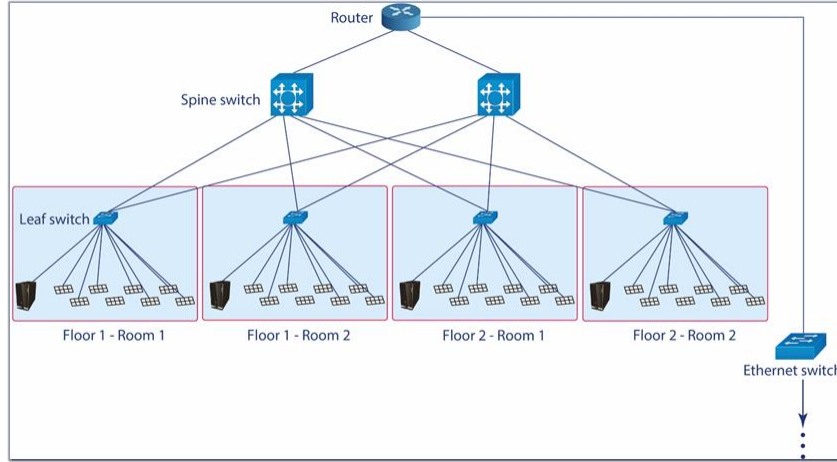 Router
Spine switch
Leaf switch
Floor 1 - Room 1
Floor 1 - Room 2
Floor 2 - Room 1
Floor 2 - Room 2
Ethernet switch